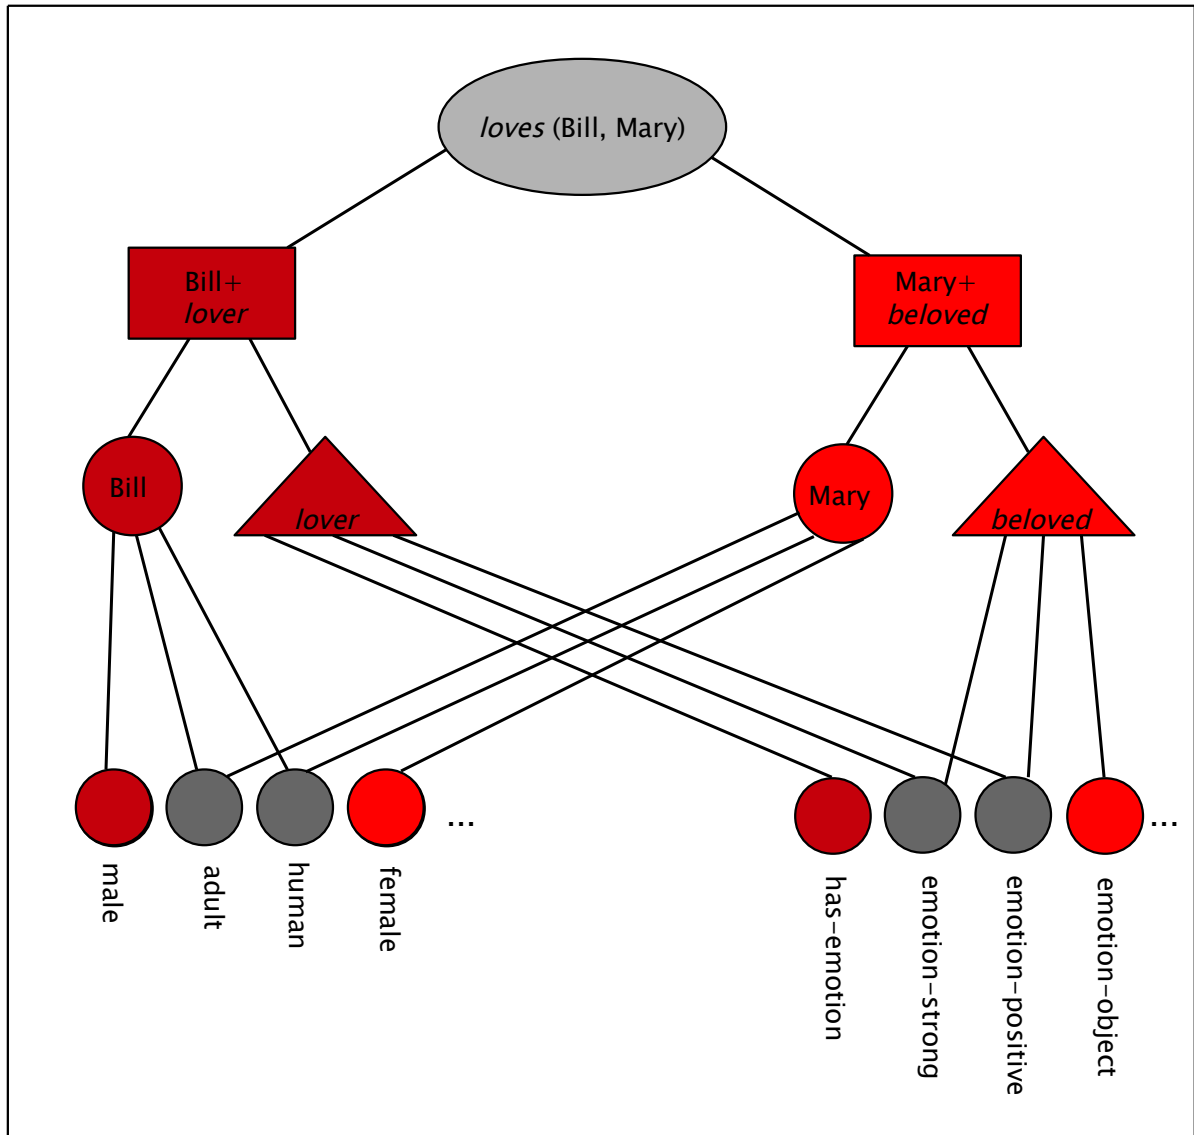 loves (Bill, Mary)
Bill+
lover
Mary+
beloved
Bill
lover
Mary
beloved
...
...
male
adult
human
female
has-emotion
emotion-strong
emotion-positive
emotion-object